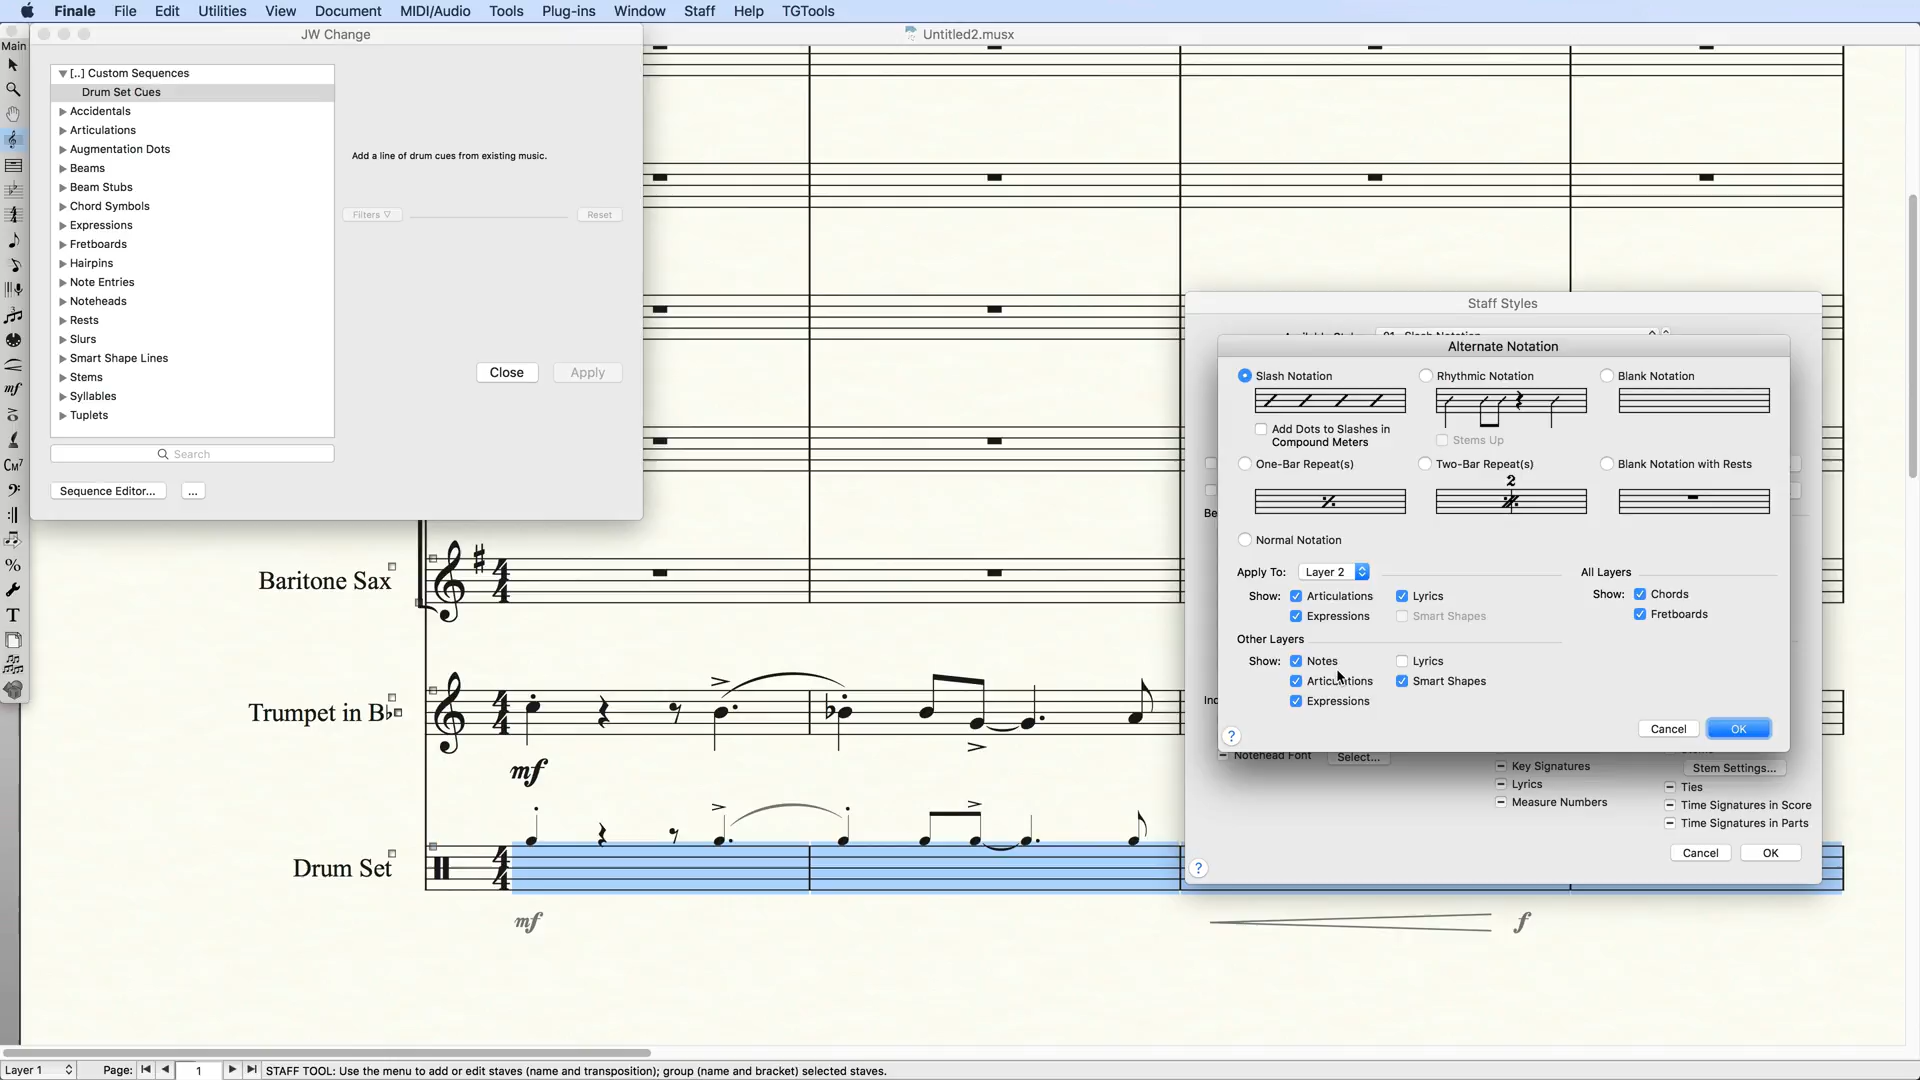 Finale File Edit Utilities View Document MIDI/Audio Tools Plug-ins Window Staff Help TGTools
JW Change
Untitled2.musx
Main
[..] Custom Sequences
Drum Set Cues
Accidentals
Articulations
Augmentation Dots
Beams
Beam Stubs
Chord Symbols
Expressions
Fretboards
Hairpins
Note Entries
Noteheads
Rests
Slurs
Smart Shape Lines
Stems
Syllables
Tuplets
Search
Sequence Editor...
...
Add a line of drum cues from existing music.
Filters ▽
Reset
Close
Apply
Staff Styles
Alternate Notation
Slash Notation
Rhythmic Notation
Blank Notation
Add Dots to Slashes in
Compound Meters
Stems Up
One-Bar Repeat(s)
Two-Bar Repeat(s)
Blank Notation with Rests
2
Normal Notation
Apply To: Layer 2
All Layers
Show: Articulations Lyrics
Show: Chords
Expressions Smart Shapes
Fretboards
Other Layers
Show: Notes Lyrics
Articulations Smart Shapes
Expressions
Cancel
OK
?
Notehead Font Select...
Key Signatures
Lyrics
Measure Numbers
Stem Settings...
Ties
Time Signatures in Score
Time Signatures in Parts
Cancel
OK
?
Baritone Sax
4
4
Trumpet in B♭
4
4
mf
Drum Set
4
4
mf
f
CM7
mf
T
%
Layer 1
Page: 1
STAFF TOOL: Use the menu to add or edit staves (name and transposition); group (name and bracket) selected staves.